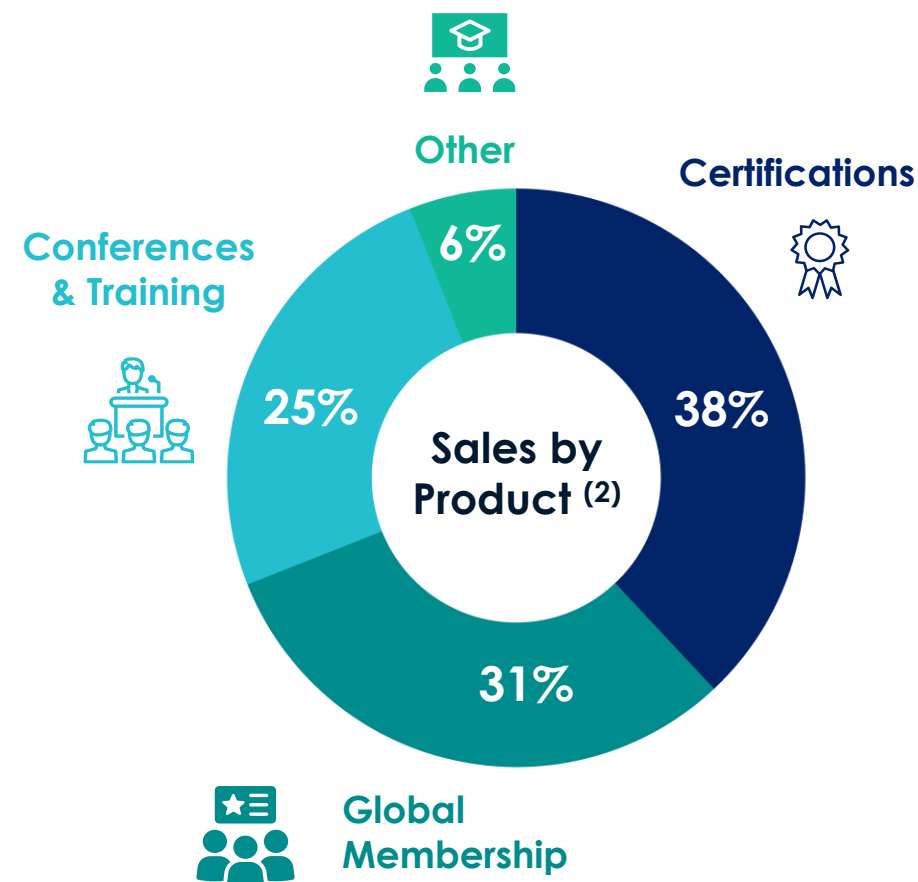 Other
Certifications
Conferences
& Training
6%
25%
38%
Sales by
Product (2)
31%
Global
Membership